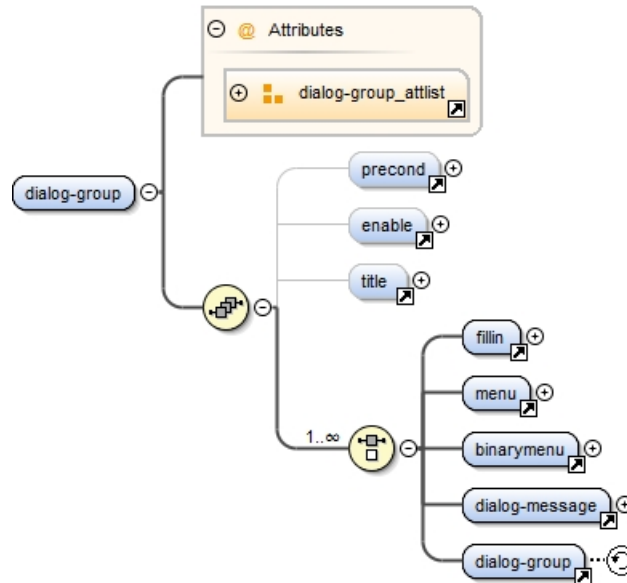 @ Attributes
dialog-group_attlist
precond
dialog-group
enable
title
fillin
menu
1..∞
binarymenu
dialog-message
dialog-group